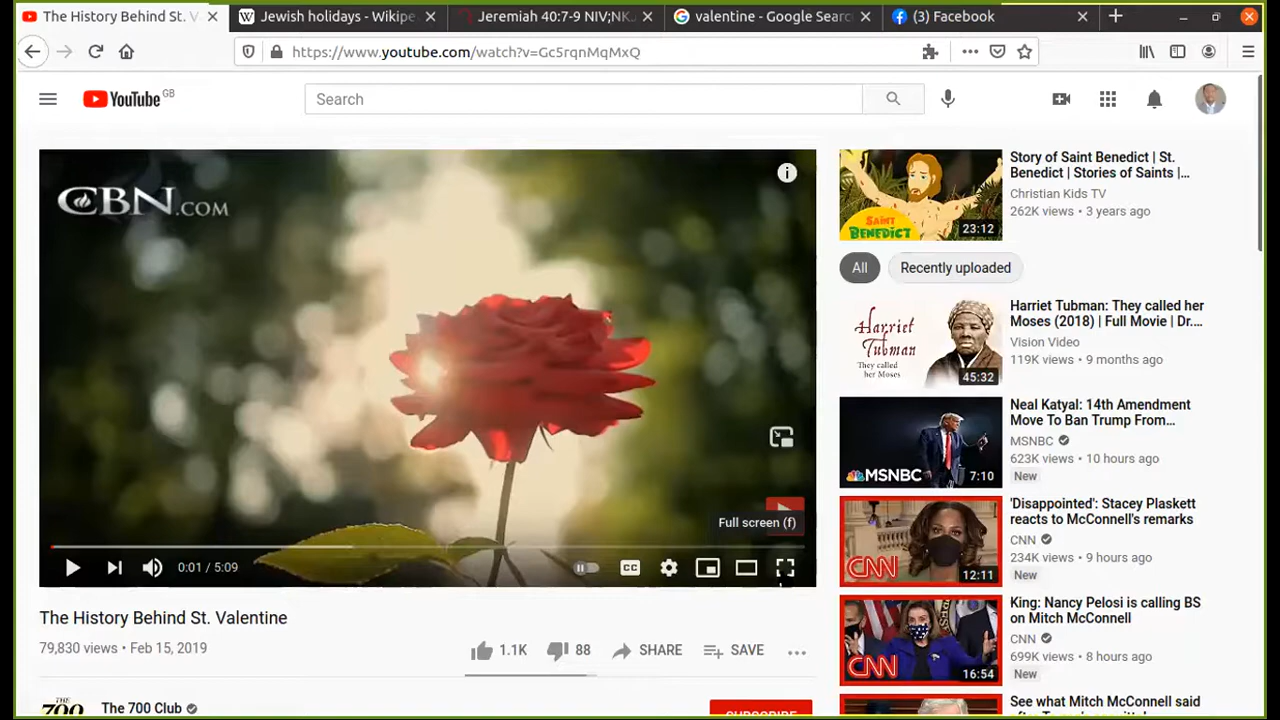 The History Behind St. V
Jewish holidays - Wikipe
Jeremiah 40:7-9 NIV;NK
valentine - Google Searc
(3) Facebook
https://www.youtube.com/watch?v=Gc5rqnMqMxQ
YouTube GB
Search
CBN.COM
Full screen (f)
0:01 / 5:09
CC
The History Behind St. Valentine
79,830 views • Feb 15, 2019
1.1K
88
SHARE
SAVE
THE
700
The 700 Club
SUBSCRIBE
SAINT
BENEDICT
23:12
Story of Saint Benedict | St.
Benedict | Stories of Saints |...
Christian Kids TV
262K views • 3 years ago
All
Recently uploaded
Harriet
Tubman:
They called
her Moses
45:32
Harriet Tubman: They called her
Moses (2018) | Full Movie | Dr....
Vision Video
119K views • 9 months ago
MSNBC
7:10
Neal Katyal: 14th Amendment
Move To Ban Trump From...
MSNBC
623K views • 10 hours ago
New
CNN
12:11
'Disappointed': Stacey Plaskett
reacts to McConnell's remarks
CNN
234K views • 9 hours ago
New
CNN
16:54
King: Nancy Pelosi is calling BS
on Mitch McConnell
CNN
699K views • 8 hours ago
New
See what Mitch McConnell said